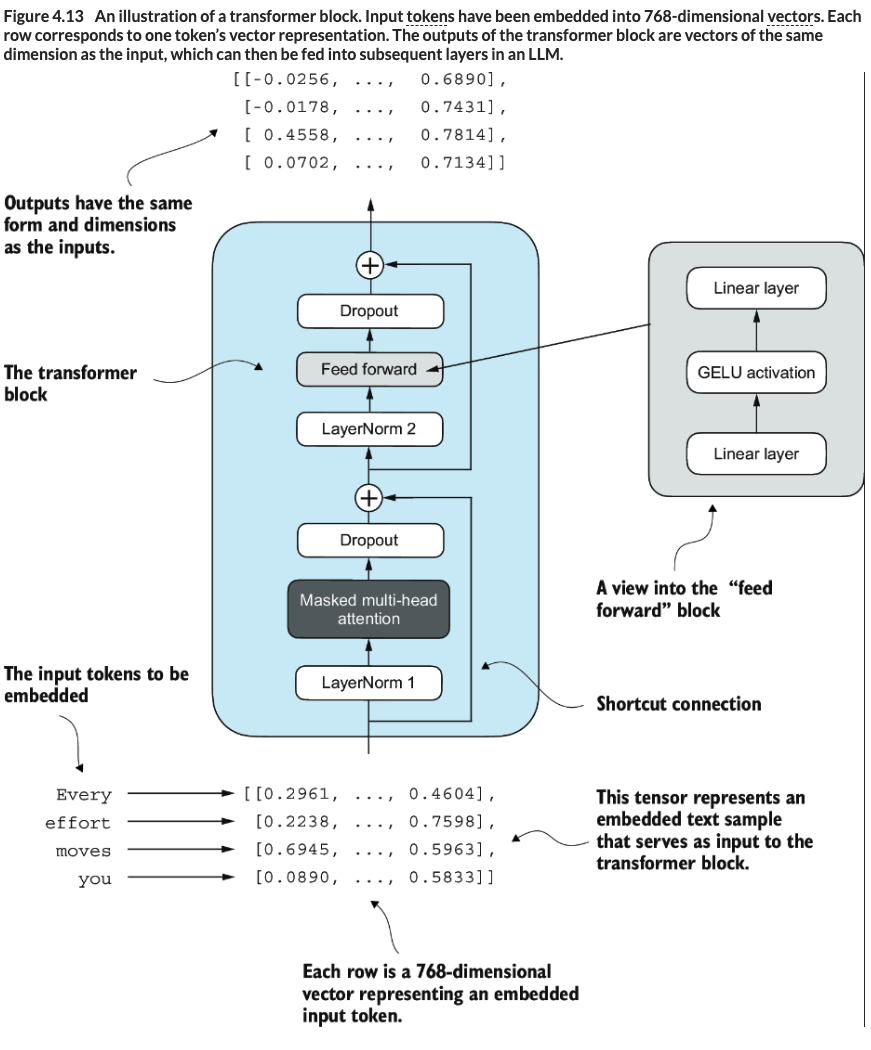 Figure 4.13 An illustration of a transformer block. Input tokens have been embedded into 768-dimensional vectors. Each
row corresponds to one token's vector representation. The outputs of the transformer block are vectors of the same
dimension as the input, which can then be fed into subsequent layers in an LLM.
[[-0.0256, ..., 0.6890],
[-0.0178, ..., 0.7431],
[ 0.4558, ..., 0.7814],
[ 0.0702, ..., 0.7134]]
Outputs have the same
form and dimensions
as the inputs.
+
Dropout
Feed forward
LayerNorm 2
The transformer
block
Linear layer
GELU activation
Linear layer
A view into the “feed
forward” block
+
Dropout
Masked multi-head
attention
LayerNorm 1
Shortcut connection
The input tokens to be
embedded
Every [[0.2961, ..., 0.4604],
effort [0.2238, ..., 0.7598],
moves [0.6945, ..., 0.5963],
you [0.0890, ..., 0.5833]]
This tensor represents an
embedded text sample
that serves as input to the
transformer block.
Each row is a 768-dimensional
vector representing an embedded
input token.